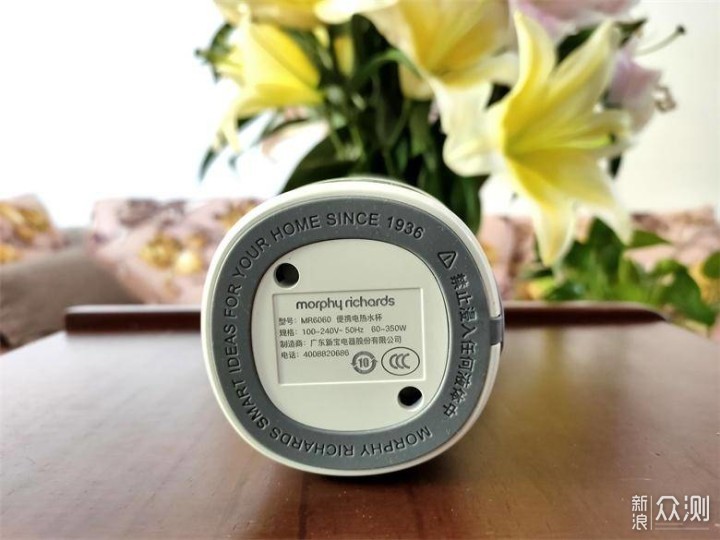 MORPHY RICHARDS SMART IDEAS FOR YOUR HOME SINCE 1936
⚠ 禁止浸入任何液体中
morphy richards
型号: MR6060 便携电热水杯
规格: 100-240V~ 50Hz 60-350W
制造商: 广东新宝电器股份有限公司
电话: 4008820686
10
CCC
新浪众测